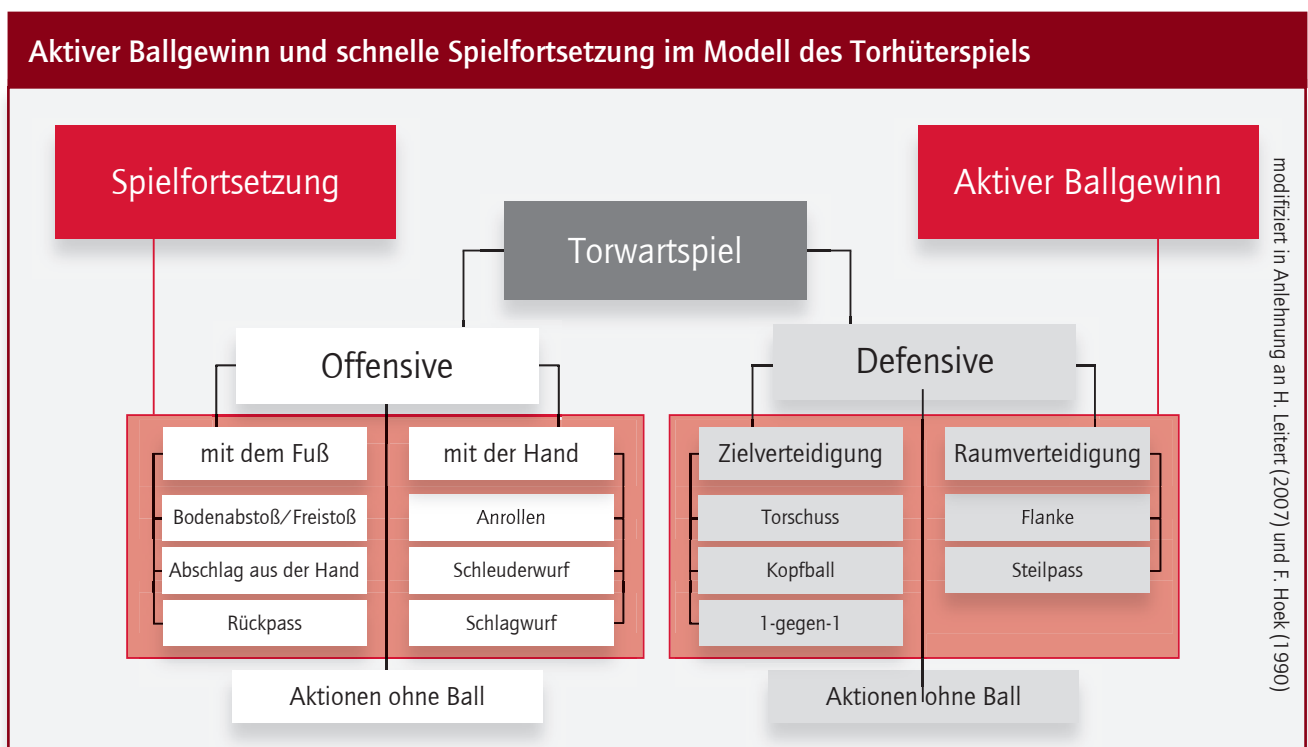 Aktiver Ballgewinn und schnelle Spielfortsetzung im Modell des Torhüterspiels
Spielfortsetzung
Aktiver Ballgewinn
Torwartspiel
Offensive
Defensive
mit dem Fuß
mit der Hand
Zielverteidigung
Raumverteidigung
Bodenabstoß/Freistoß
Anrollen
Torschuss
Flanke
Abschlag aus der Hand
Schleuderwurf
Kopfball
Steilpass
Rückpass
Schlagwurf
1-gegen-1
Aktionen ohne Ball
Aktionen ohne Ball
modifiziert in Anlehnung an H. Leitert (2007) und F. Hoek (1990)